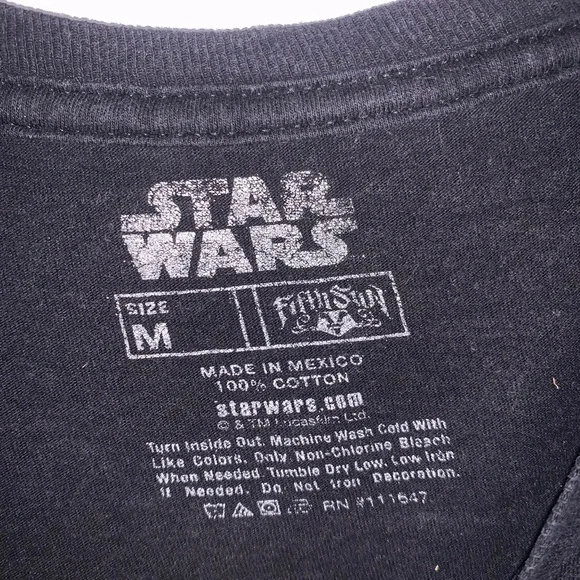 STAR
WARS
SIZE
M
Fifth Sun
MADE IN MEXICO
100% COTTON
starwars.com
© & TM Lucasfilm Ltd.
Turn Inside Out. Machine Wash Cold With
Like Colors. Only Non-Chlorine Bleach
When Needed. Tumble Dry Low. Low Iron
If Needed. Do Not Iron Decoration.
RN #111547